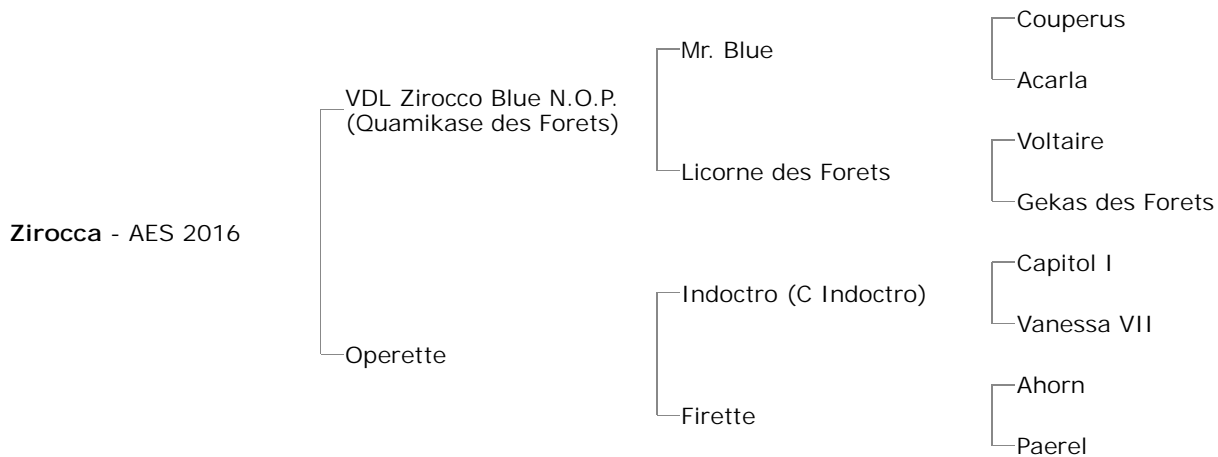 Couperus
Mr. Blue
Acarla
VDL Zirocco Blue N.O.P.
(Quamikase des Forets)
Voltaire
Licorne des Forets
Gekas des Forets
Zirocca - AES 2016
Capitol I
Indoctro (C Indoctro)
Vanessa VII
Operette
Ahorn
Firette
Paerel